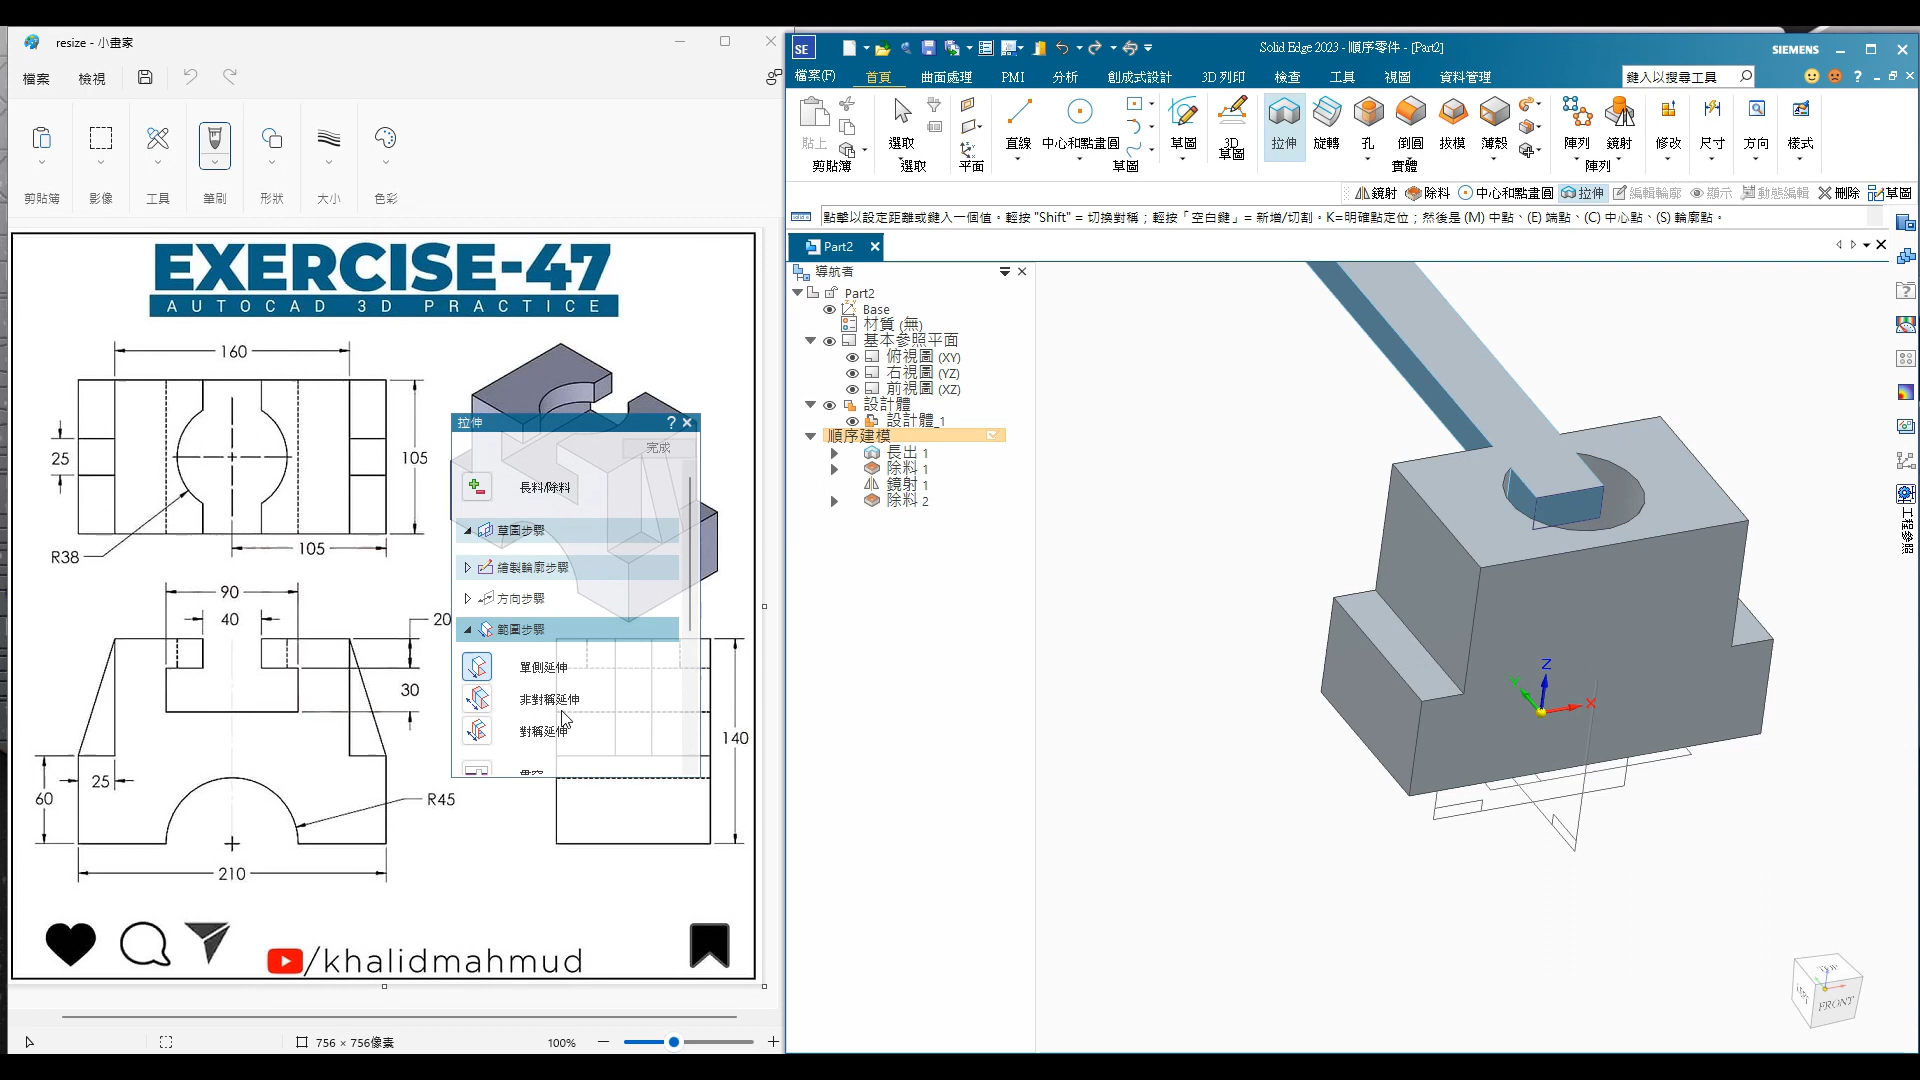 resize - 小畫家
檔案
檢視
剪貼簿
影像
工具
筆刷
形狀
大小
色彩
EXERCISE-47
AUTOCAD 3D PRACTICE
160
25
105
R38
105
90
40
20
30
140
25
60
R45
210
/khalidmahmud
拉伸
完成
長料/除料
草圖步驟
繪製輪廓步驟
方向步驟
範圍步驟
單側延伸
非對稱延伸
對稱延伸
756 × 756像素
100%
SE
Solid Edge 2023 - 順序零件 - [Part2]
SIEMENS
檔案(F)
首頁
曲面處理
PMI
分析
創成式設計
3D 列印
檢查
工具
視圖
資料管理
鍵入以搜尋工具
貼上
剪貼簿
選取
選取
平面
直線
中心和點畫圓
草圖
草圖
3D
草圖
拉伸
旋轉
孔
倒圓
拔模
薄殼
實體
陣列
鏡射
陣列
修改
尺寸
方向
樣式
鏡射
除料
中心和點畫圓
拉伸
編輯輪廓
顯示
動態編輯
刪除
草圖
點擊以設定距離或鍵入一個值。輕按 "Shift" = 切換對稱；輕按「空白鍵」= 新增/切割。K=明確點定位；然後是 (M) 中點、(E) 端點、(C) 中心點、(S) 輪廓點。
Part2
導航者
Part2
Base
材質 (無)
基本參照平面
俯視圖 (XY)
右視圖 (YZ)
前視圖 (XZ)
設計體
設計體_1
順序建模
長出 1
除料 1
鏡射 1
除料 2
Z
Y
X
TOP
LEFT
FRONT
工程參照